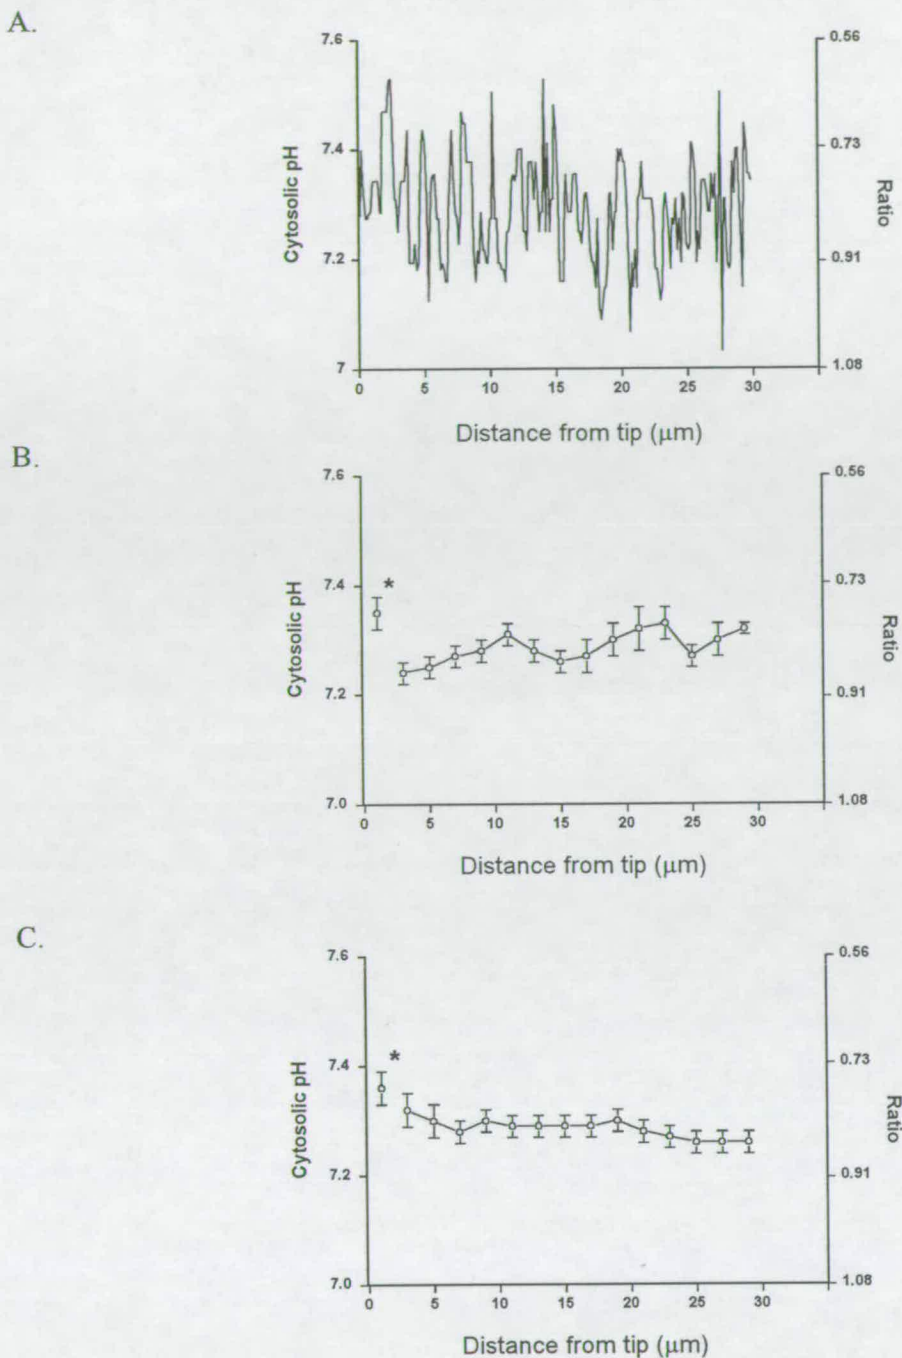 A.
7.6
7.4
7.2
7
Cytosolic pH
0.56
0.73
0.91
1.08
Ratio
0 5 10 15 20 25 30
Distance from tip (μm)
B.
7.6
7.4
7.2
7.0
Cytosolic pH
*
0.56
0.73
0.91
1.08
Ratio
0 5 10 15 20 25 30
Distance from tip (μm)
C.
7.6
7.4
7.2
7.0
Cytosolic pH
*
0.56
0.73
0.91
1.08
Ratio
0 5 10 15 20 25 30
Distance from tip (μm)